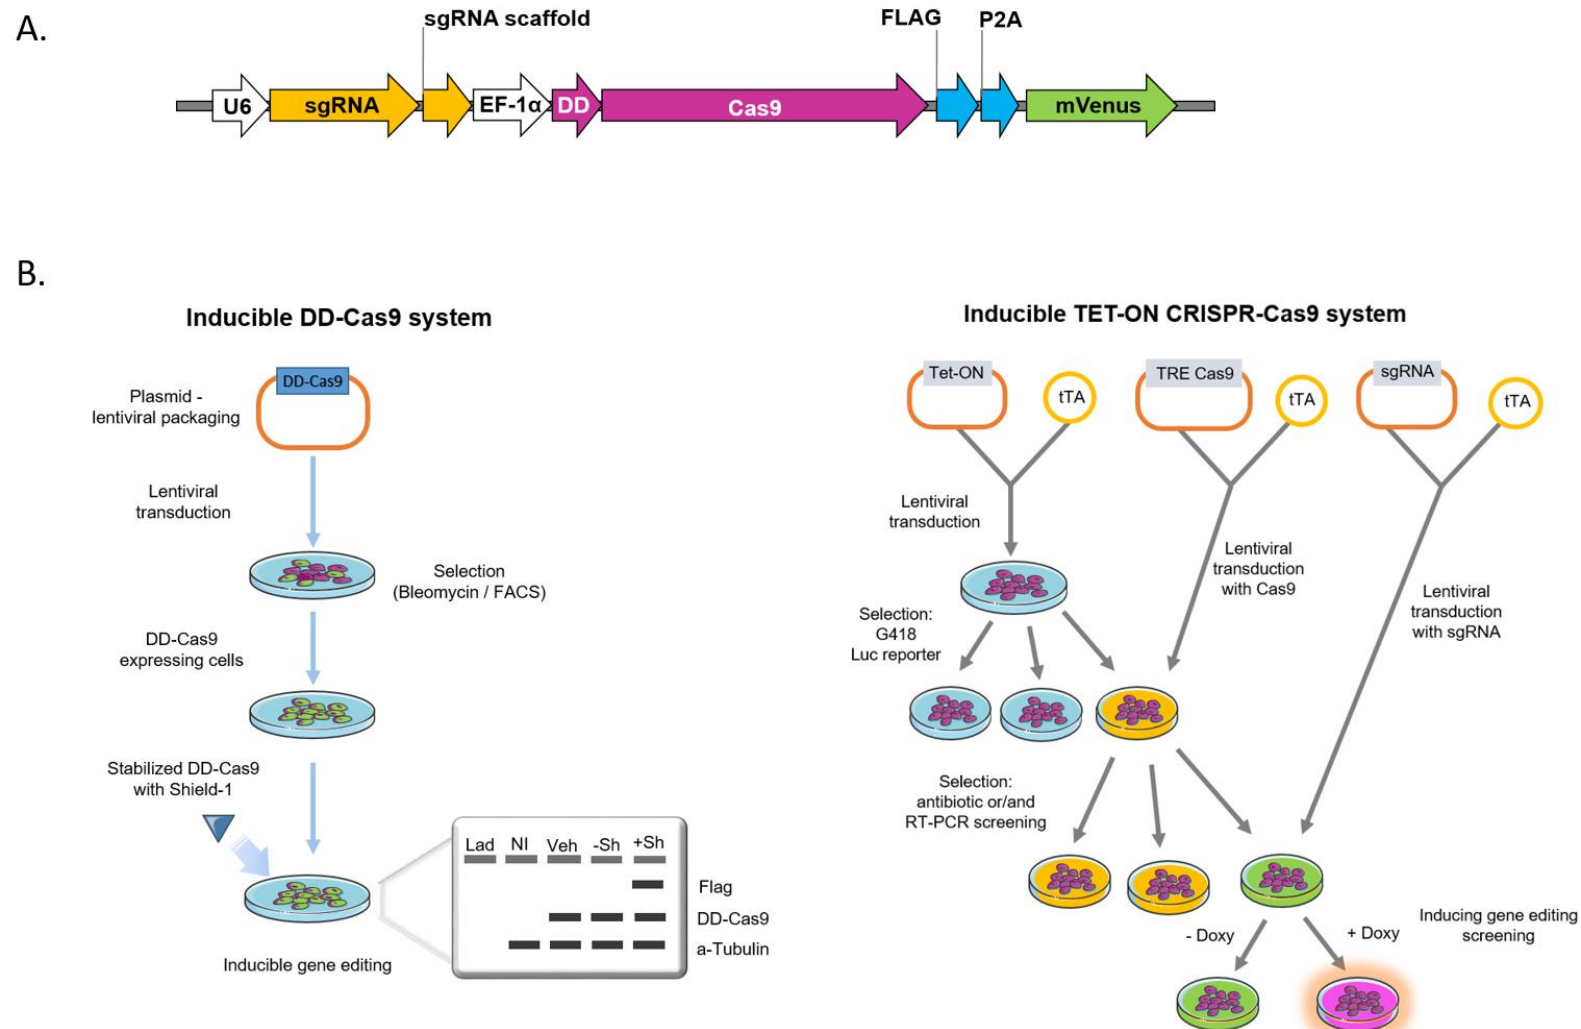 A.
sgRNA scaffold
FLAG
P2A
U6
sgRNA
EF-1α
DD
Cas9
mVenus
B.
Inducible DD-Cas9 system
DD-Cas9
Plasmid -
lentiviral packaging
Lentiviral
transduction
Selection
(Bleomycin / FACS)
DD-Cas9
expressing cells
Stabilized DD-Cas9
with Shield-1
Inducible gene editing
Lad NI Veh -Sh +Sh
Flag
DD-Cas9
a-Tubulin
Inducible TET-ON CRISPR-Cas9 system
Tet-ON
tTA
TRE Cas9
tTA
sgRNA
tTA
Lentiviral
transduction
Lentiviral
transduction
with Cas9
Lentiviral
transduction
with sgRNA
Selection:
G418
Luc reporter
Selection:
antibiotic or/and
RT-PCR screening
- Doxy
+ Doxy
Inducing gene editing
screening